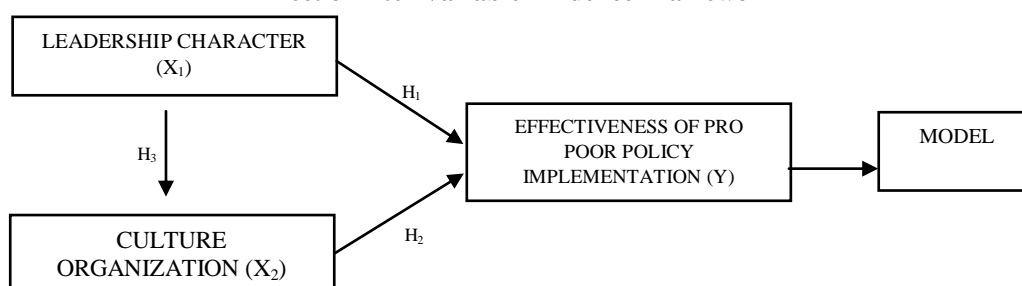 LEADERSHIP CHARACTER
(X₁)
H₁
EFFECTIVENESS OF PRO
POOR POLICY
IMPLEMENTATION (Y)
MODEL
H₃
CULTURE
ORGANIZATION (X₂)
H₂